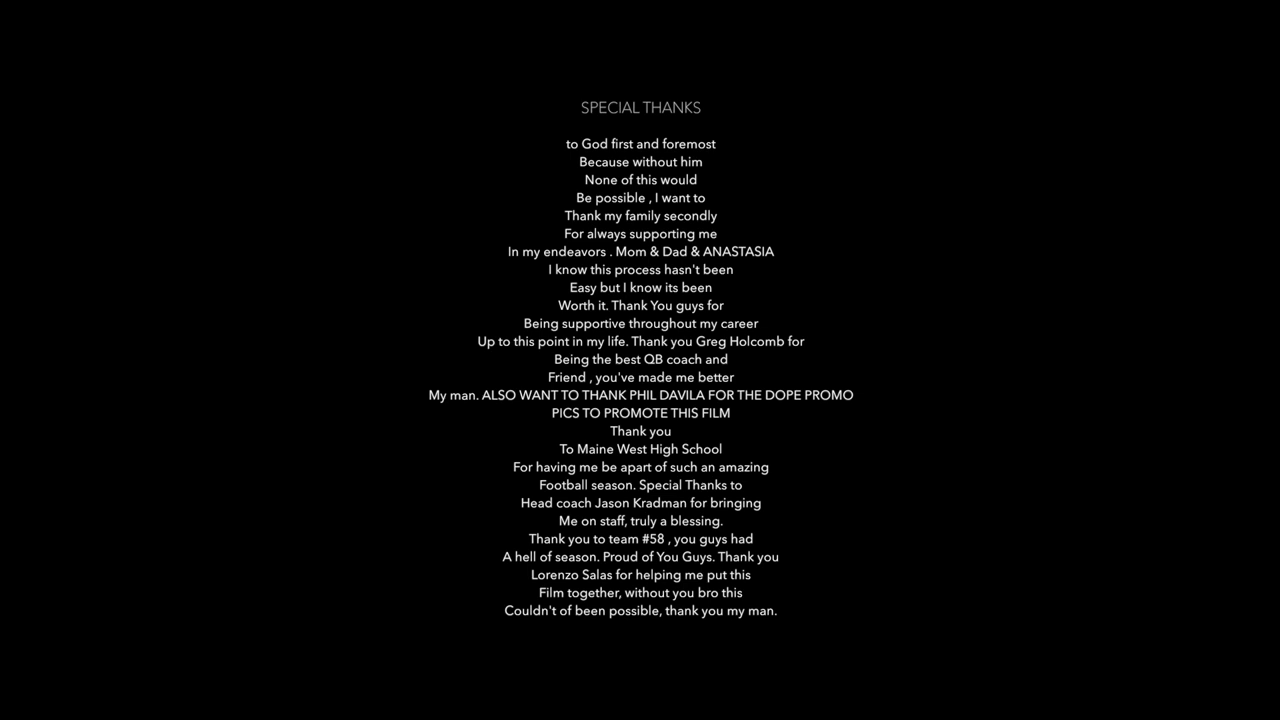 SPECIAL THANKS
to God first and foremost
Because without him
None of this would
Be possible , I want to
Thank my family secondly
For always supporting me
In my endeavors . Mom & Dad & ANASTASIA
I know this process hasn't been
Easy but I know its been
Worth it. Thank You guys for
Being supportive throughout my career
Up to this point in my life. Thank you Greg Holcomb for
Being the best QB coach and
Friend , you've made me better
My man. ALSO WANT TO THANK PHIL DAVILA FOR THE DOPE PROMO
PICS TO PROMOTE THIS FILM
Thank you
To Maine West High School
For having me be apart of such an amazing
Football season. Special Thanks to
Head coach Jason Kradman for bringing
Me on staff, truly a blessing.
Thank you to team #58 , you guys had
A hell of season. Proud of You Guys. Thank you
Lorenzo Salas for helping me put this
Film together, without you bro this
Couldn't of been possible, thank you my man.